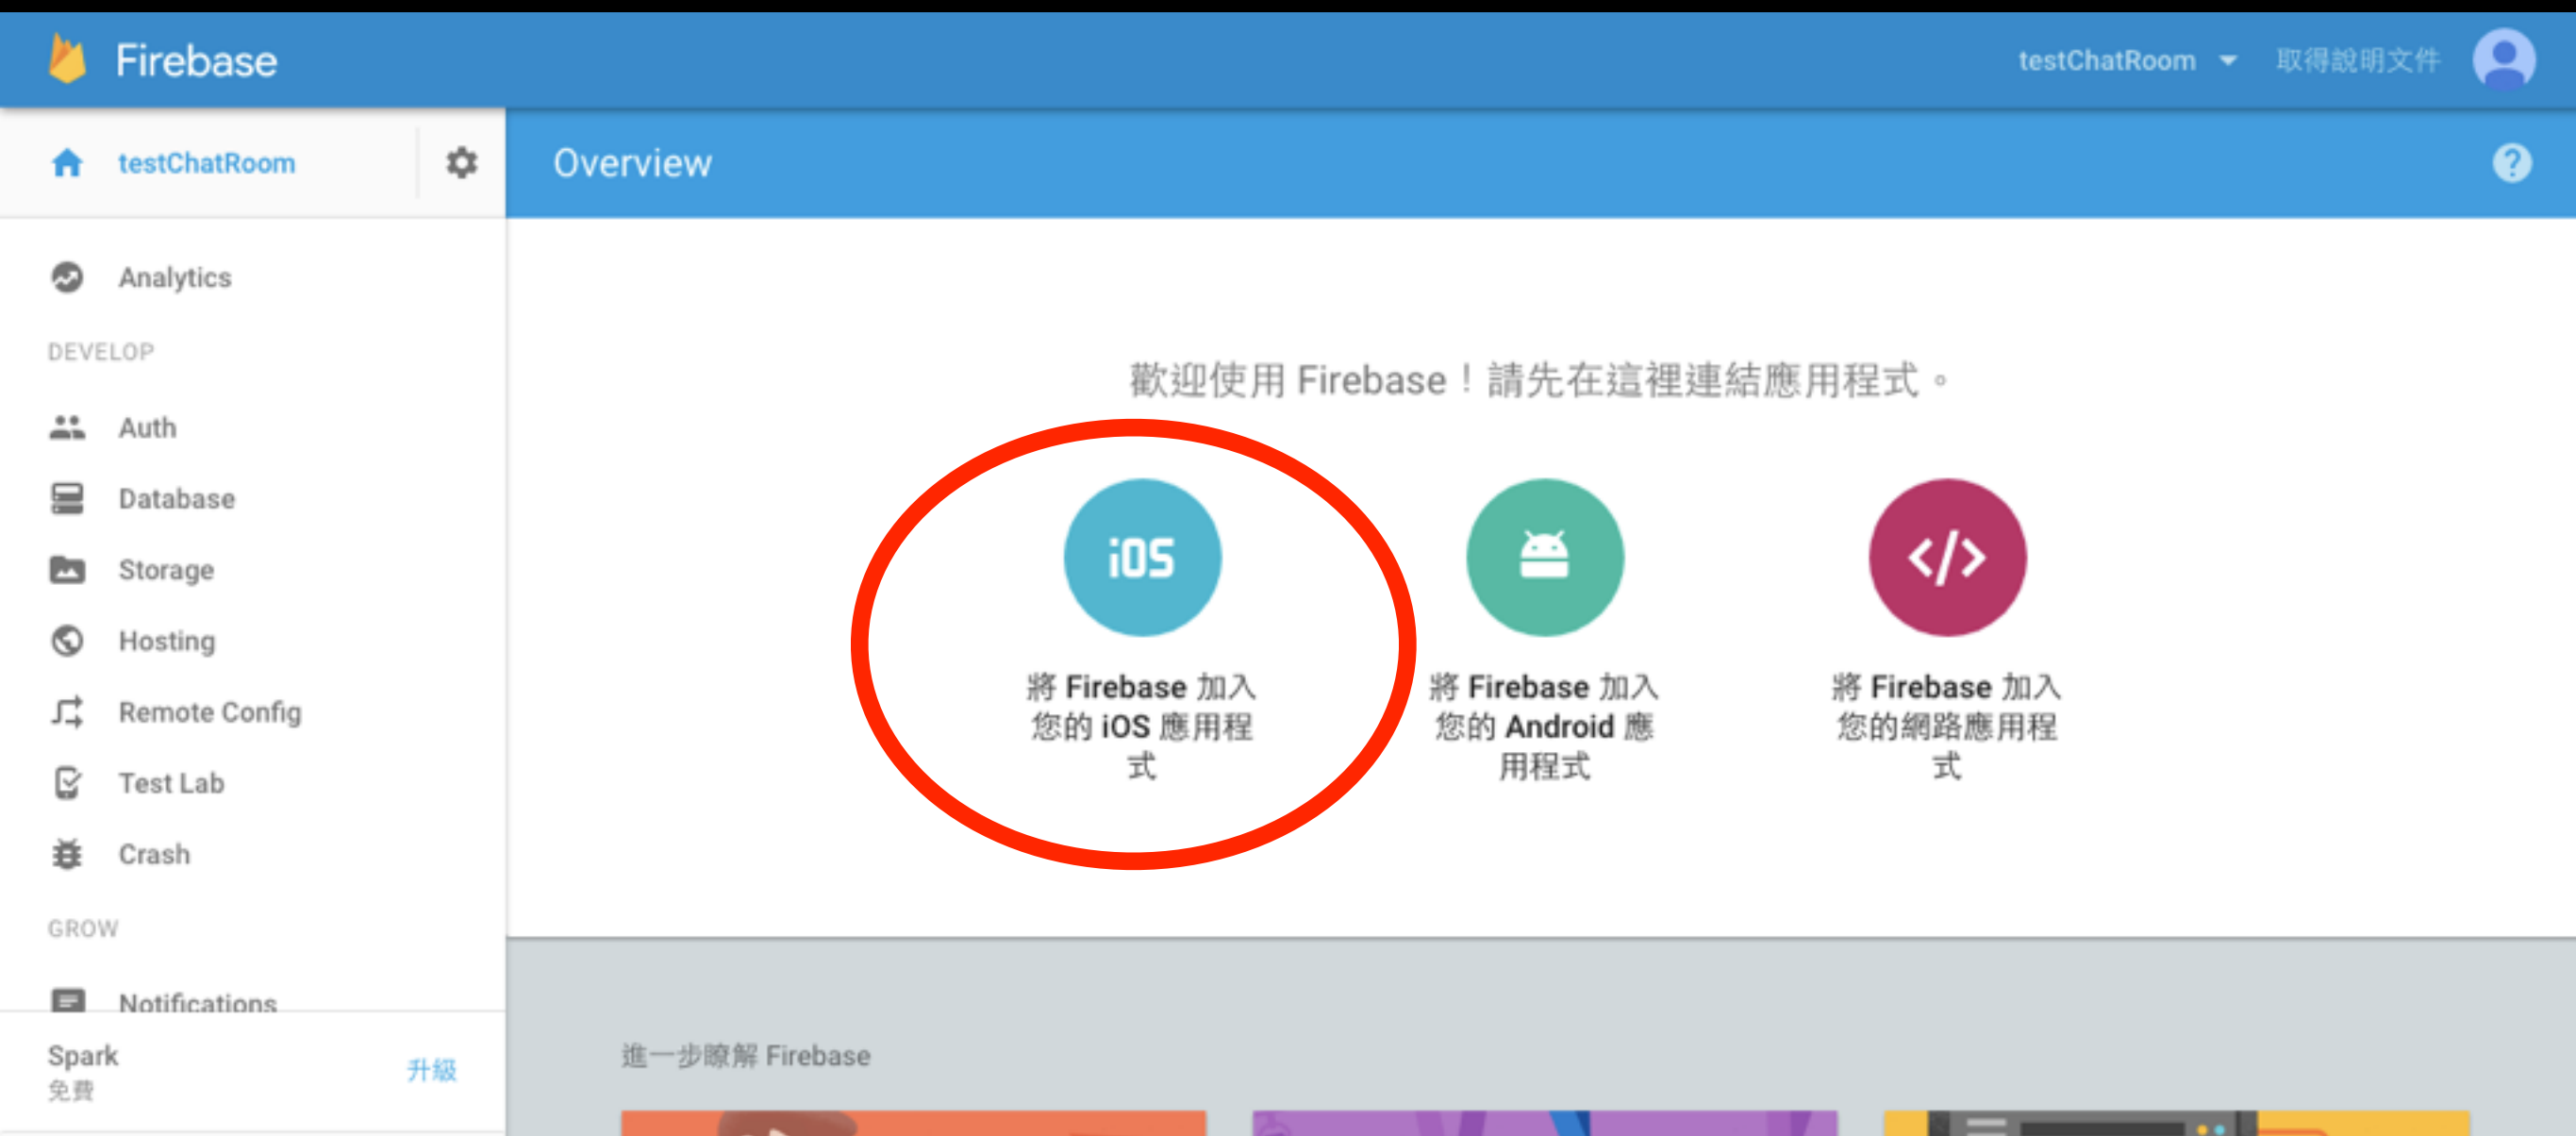 Firebase
testChatRoom
取得說明文件
testChatRoom
Overview
Analytics
DEVELOP
Auth
Database
Storage
Hosting
Remote Config
Test Lab
Crash
GROW
Notifications
Spark
免費
升級
歡迎使用 Firebase！請先在這裡連結應用程式。
iOS
將 Firebase 加入
您的 iOS 應用程
式
將 Firebase 加入
您的 Android 應
用程式
</>
將 Firebase 加入
您的網路應用程
式
進一步瞭解 Firebase